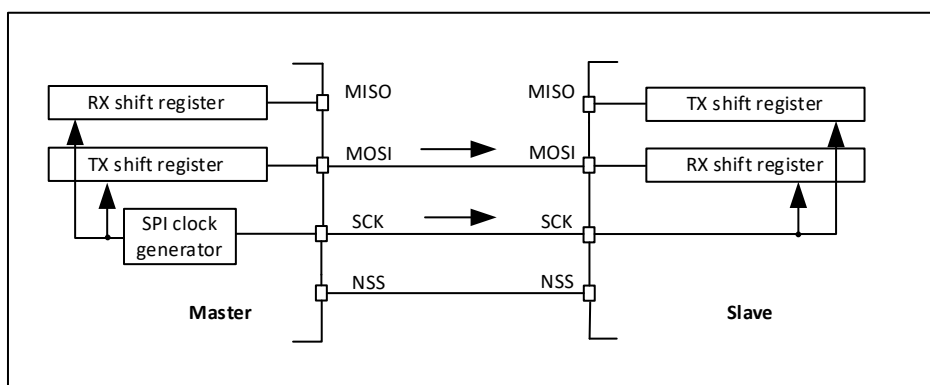 MISO
MISO
RX shift register
TX shift register
MOSI
MOSI
TX shift register
RX shift register
SPI clock
generator
SCK
SCK
NSS
NSS
Master
Slave